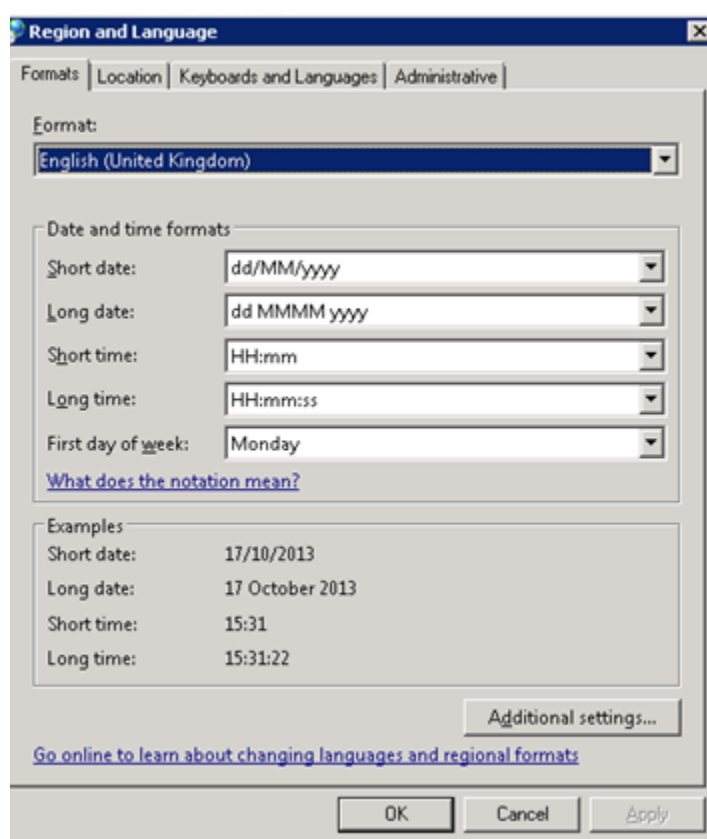 Region and Language
Formats Location Keyboards and Languages Administrative
Format:
English (United Kingdom)
Date and time formats
Short date: dd/MM/yyyy
Long date: dd MMMM yyyy
Short time: HH:mm
Long time: HH:mm:ss
First day of week: Monday
What does the notation mean?
Examples
Short date: 17/10/2013
Long date: 17 October 2013
Short time: 15:31
Long time: 15:31:22
Additional settings...
Go online to learn about changing languages and regional formats
OK Cancel Apply